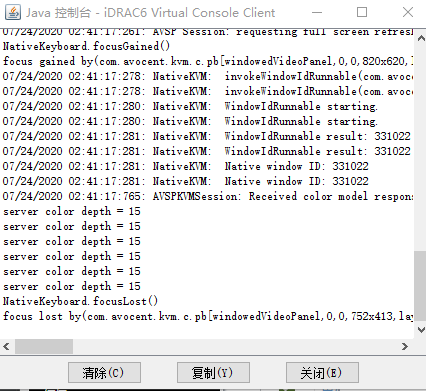 Java 控制台 - iDRAC6 Virtual Console Client
07/24/2020 02:41:17:261: AVSP Session: requesting full screen refres
NativeKeyboard.focusGained()
focus gained by(com.avocent.kvm.c.pb[windowedVideoPanel,0,0,820x620,l
07/24/2020 02:41:17:278: NativeKVM:  invokeWindowIdRunnable(com.avoce
07/24/2020 02:41:17:278: NativeKVM:  invokeWindowIdRunnable(com.avoce
07/24/2020 02:41:17:280: NativeKVM:  WindowIdRunnable starting.
07/24/2020 02:41:17:280: NativeKVM:  WindowIdRunnable starting.
07/24/2020 02:41:17:281: NativeKVM:  WindowIdRunnable result: 331022
07/24/2020 02:41:17:281: NativeKVM:  WindowIdRunnable result: 331022
07/24/2020 02:41:17:281: NativeKVM:  Native window ID: 331022
07/24/2020 02:41:17:281: NativeKVM:  Native window ID: 331022
07/24/2020 02:41:17:765: AVSPKVMSession: Received color model respons
server color depth = 15
server color depth = 15
server color depth = 15
server color depth = 15
server color depth = 15
server color depth = 15
NativeKeyboard.focusLost()
focus lost by(com.avocent.kvm.c.pb[windowedVideoPanel,0,0,752x413,lay
清除(C) 复制(Y) 关闭(E)